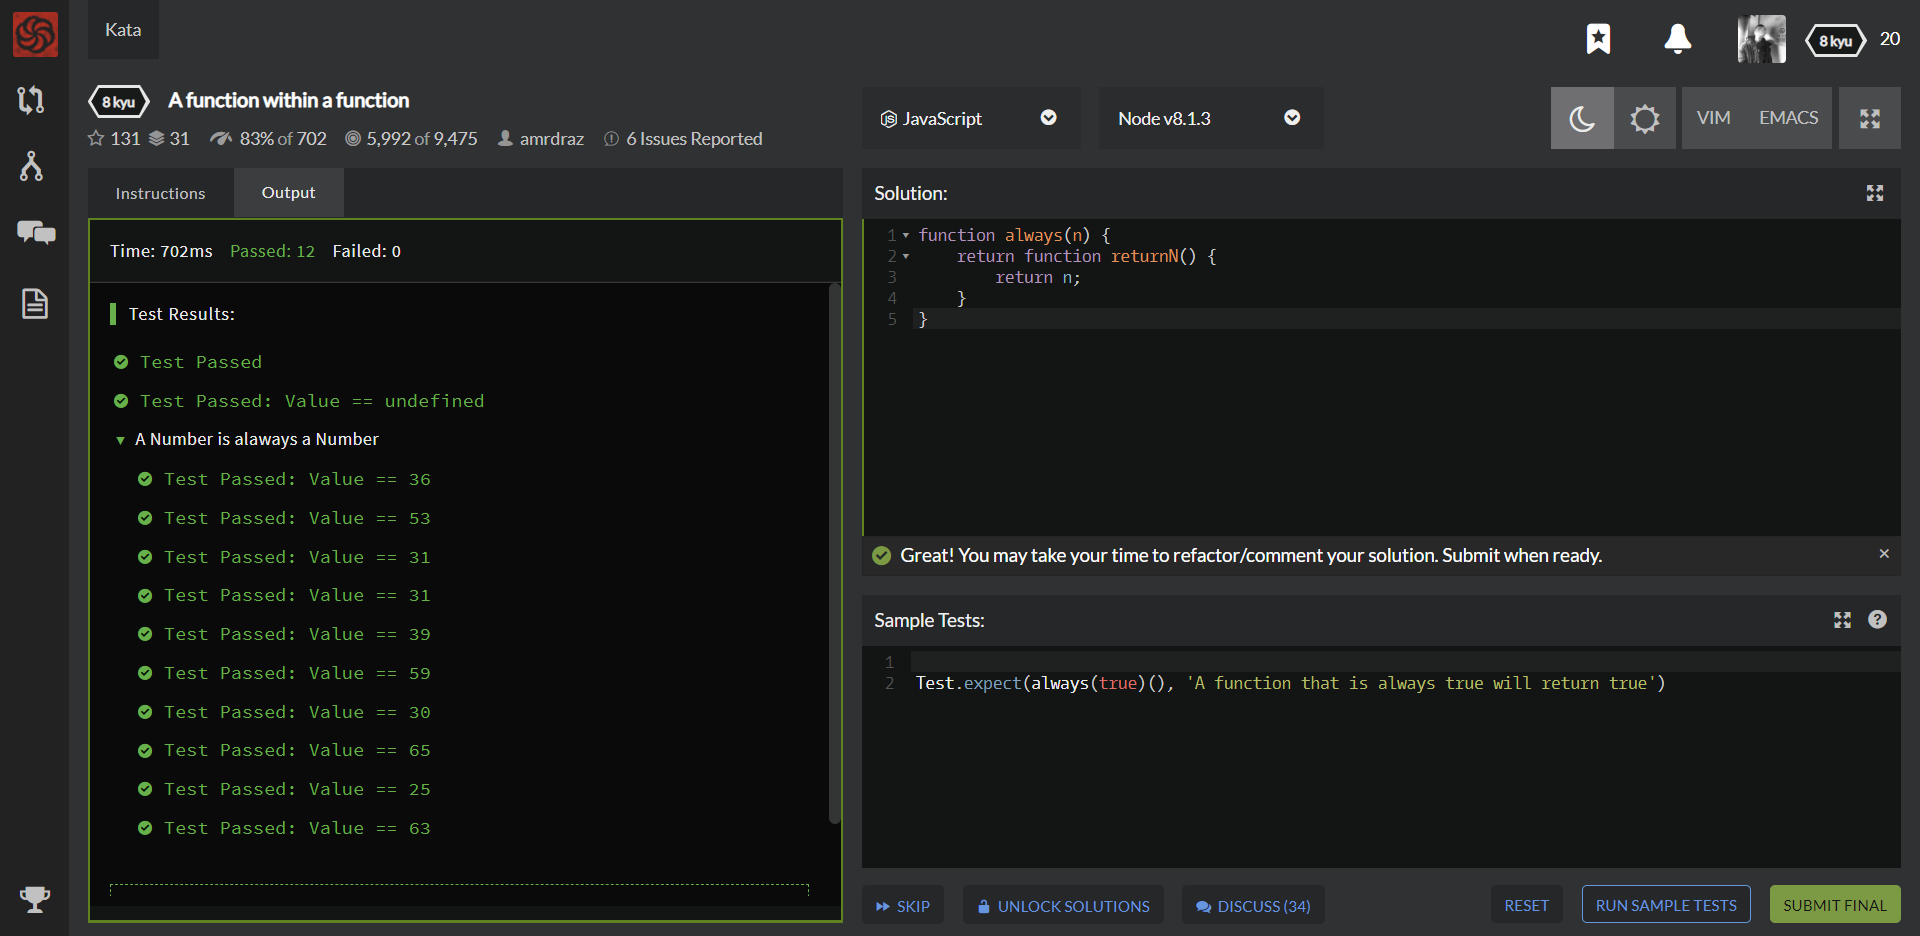 Kata
8 kyu
20
8 kyu A function within a function
131 31 83% of 702 5,992 of 9,475 amrdraz 6 Issues Reported
JS JavaScript
Node v8.1.3
VIM EMACS
Instructions Output
Time: 702ms Passed: 12 Failed: 0
Test Results:
Test Passed
Test Passed: Value == undefined
A Number is alaways a Number
Test Passed: Value == 36
Test Passed: Value == 53
Test Passed: Value == 31
Test Passed: Value == 31
Test Passed: Value == 39
Test Passed: Value == 59
Test Passed: Value == 30
Test Passed: Value == 65
Test Passed: Value == 25
Test Passed: Value == 63
Solution:
1 function always(n) {
2 return function returnN() {
3 return n;
4 }
5 }
Great! You may take your time to refactor/comment your solution. Submit when ready.
Sample Tests:
1
2 Test.expect(always(true)(), 'A function that is always true will return true')
SKIP
UNLOCK SOLUTIONS
DISCUSS (34)
RESET
RUN SAMPLE TESTS
SUBMIT FINAL